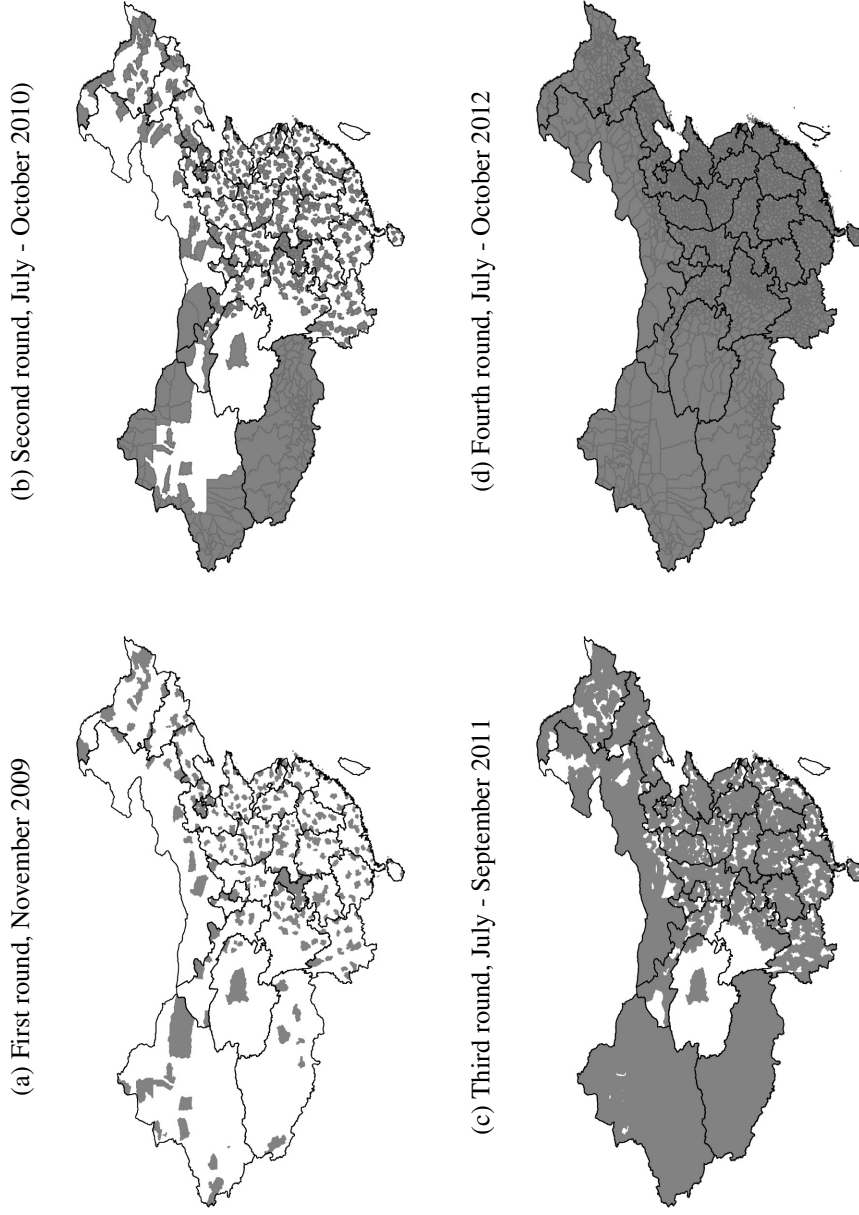 (a) First round, November 2009
(b) Second round, July - October 2010)
(c) Third round, July - September 2011
(d) Fourth round, July - October 2012